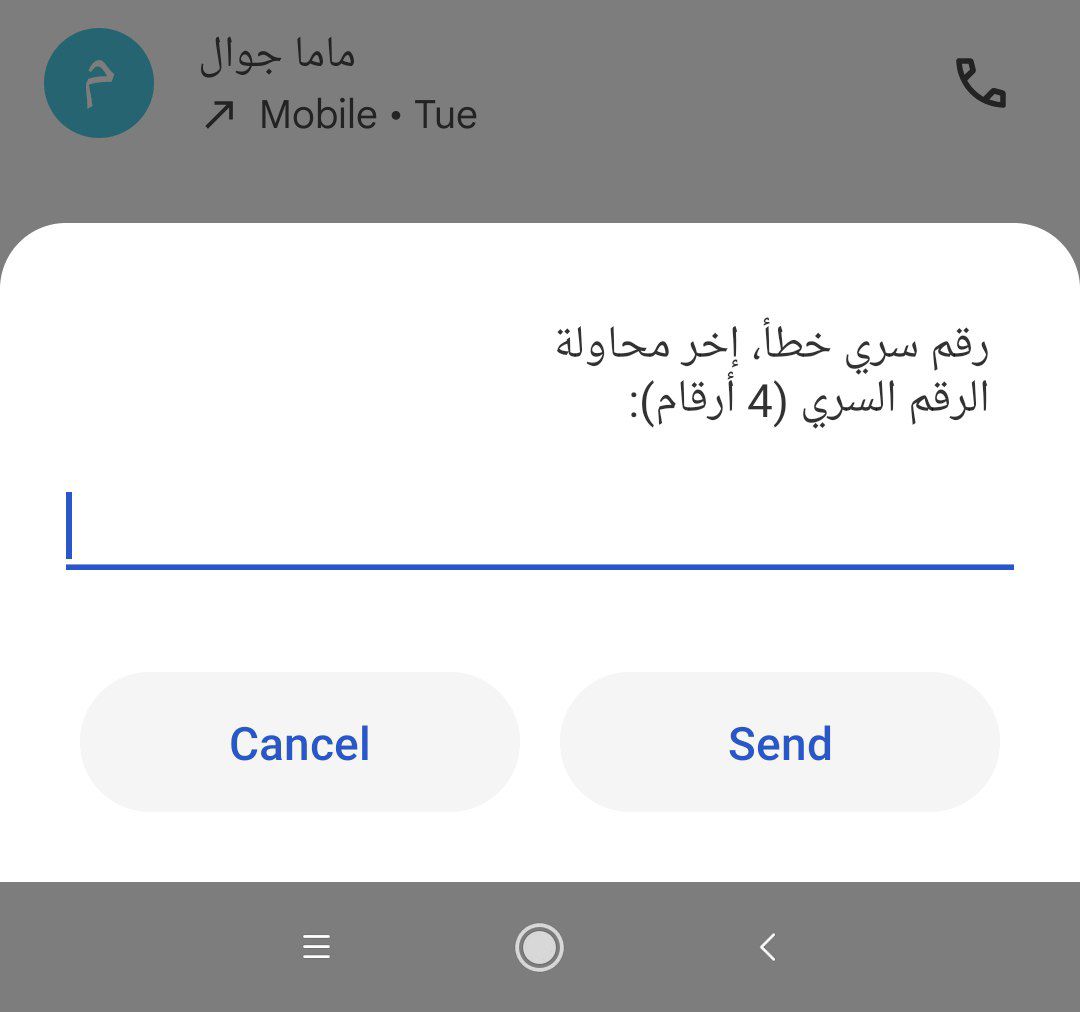 م
ماما جوال
Mobile • Tue
رقم سري خطأ، إخر محاولة
الرقم السري (4 أرقام):
Cancel
Send